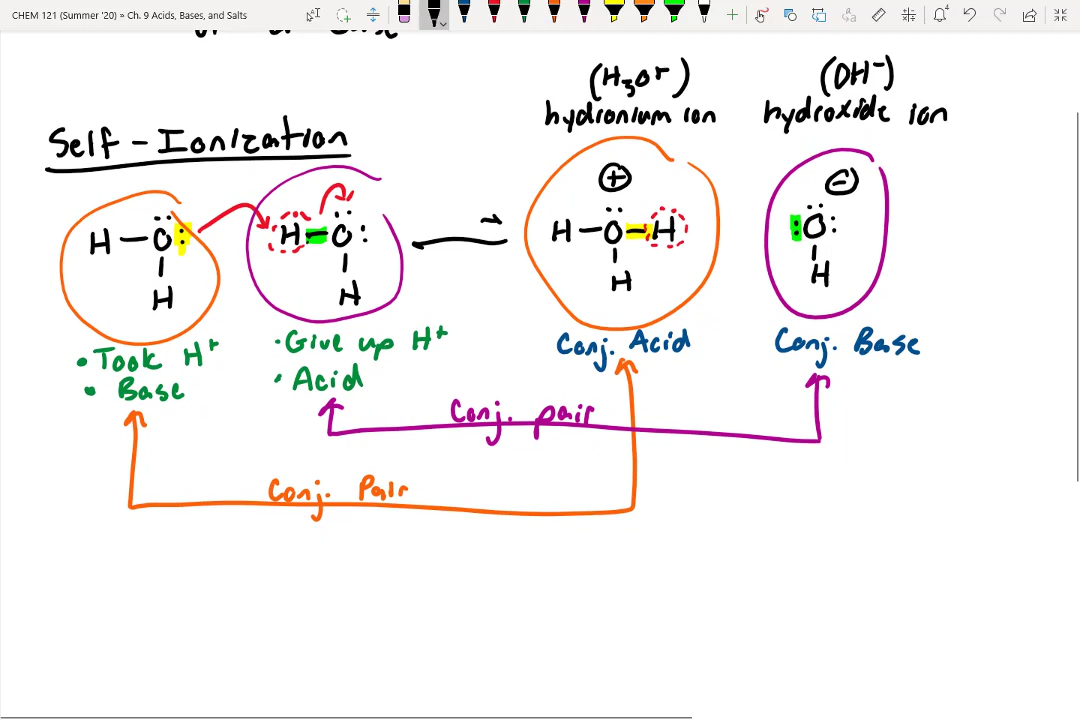 CHEM 121 (Summer '20) » Ch. 9 Acids, Bases, and Salts
(H₃O⁺) (OH⁻)
hydronium ion hydroxide ion
Self-Ionization
⊕ ⊖
H–Ö: H–Ö: → H–Ö–H :Ö:
H H H H
Conj. Acid Conj. Base
• Took H⁺ • Give up H⁺
• Base • Acid
Conj. pair
Conj. Pair